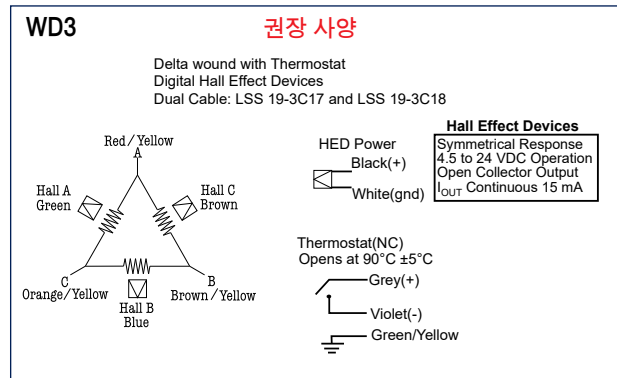 WD3
권장 사양
Delta wound with Thermostat
Digital Hall Effect Devices
Dual Cable: LSS 19-3C17 and LSS 19-3C18
Red/Yellow
A
Hall A
Green
Hall C
Brown
C
Orange/Yellow
B
Brown/Yellow
Hall B
Blue
HED Power
Black(+)
White(gnd)
Hall Effect Devices
Symmetrical Response
4.5 to 24 VDC Operation
Open Collector Output
IOUT Continuous 15 mA
Thermostat(NC)
Opens at 90°C ±5°C
Grey(+)
Violet(-)
Green/Yellow